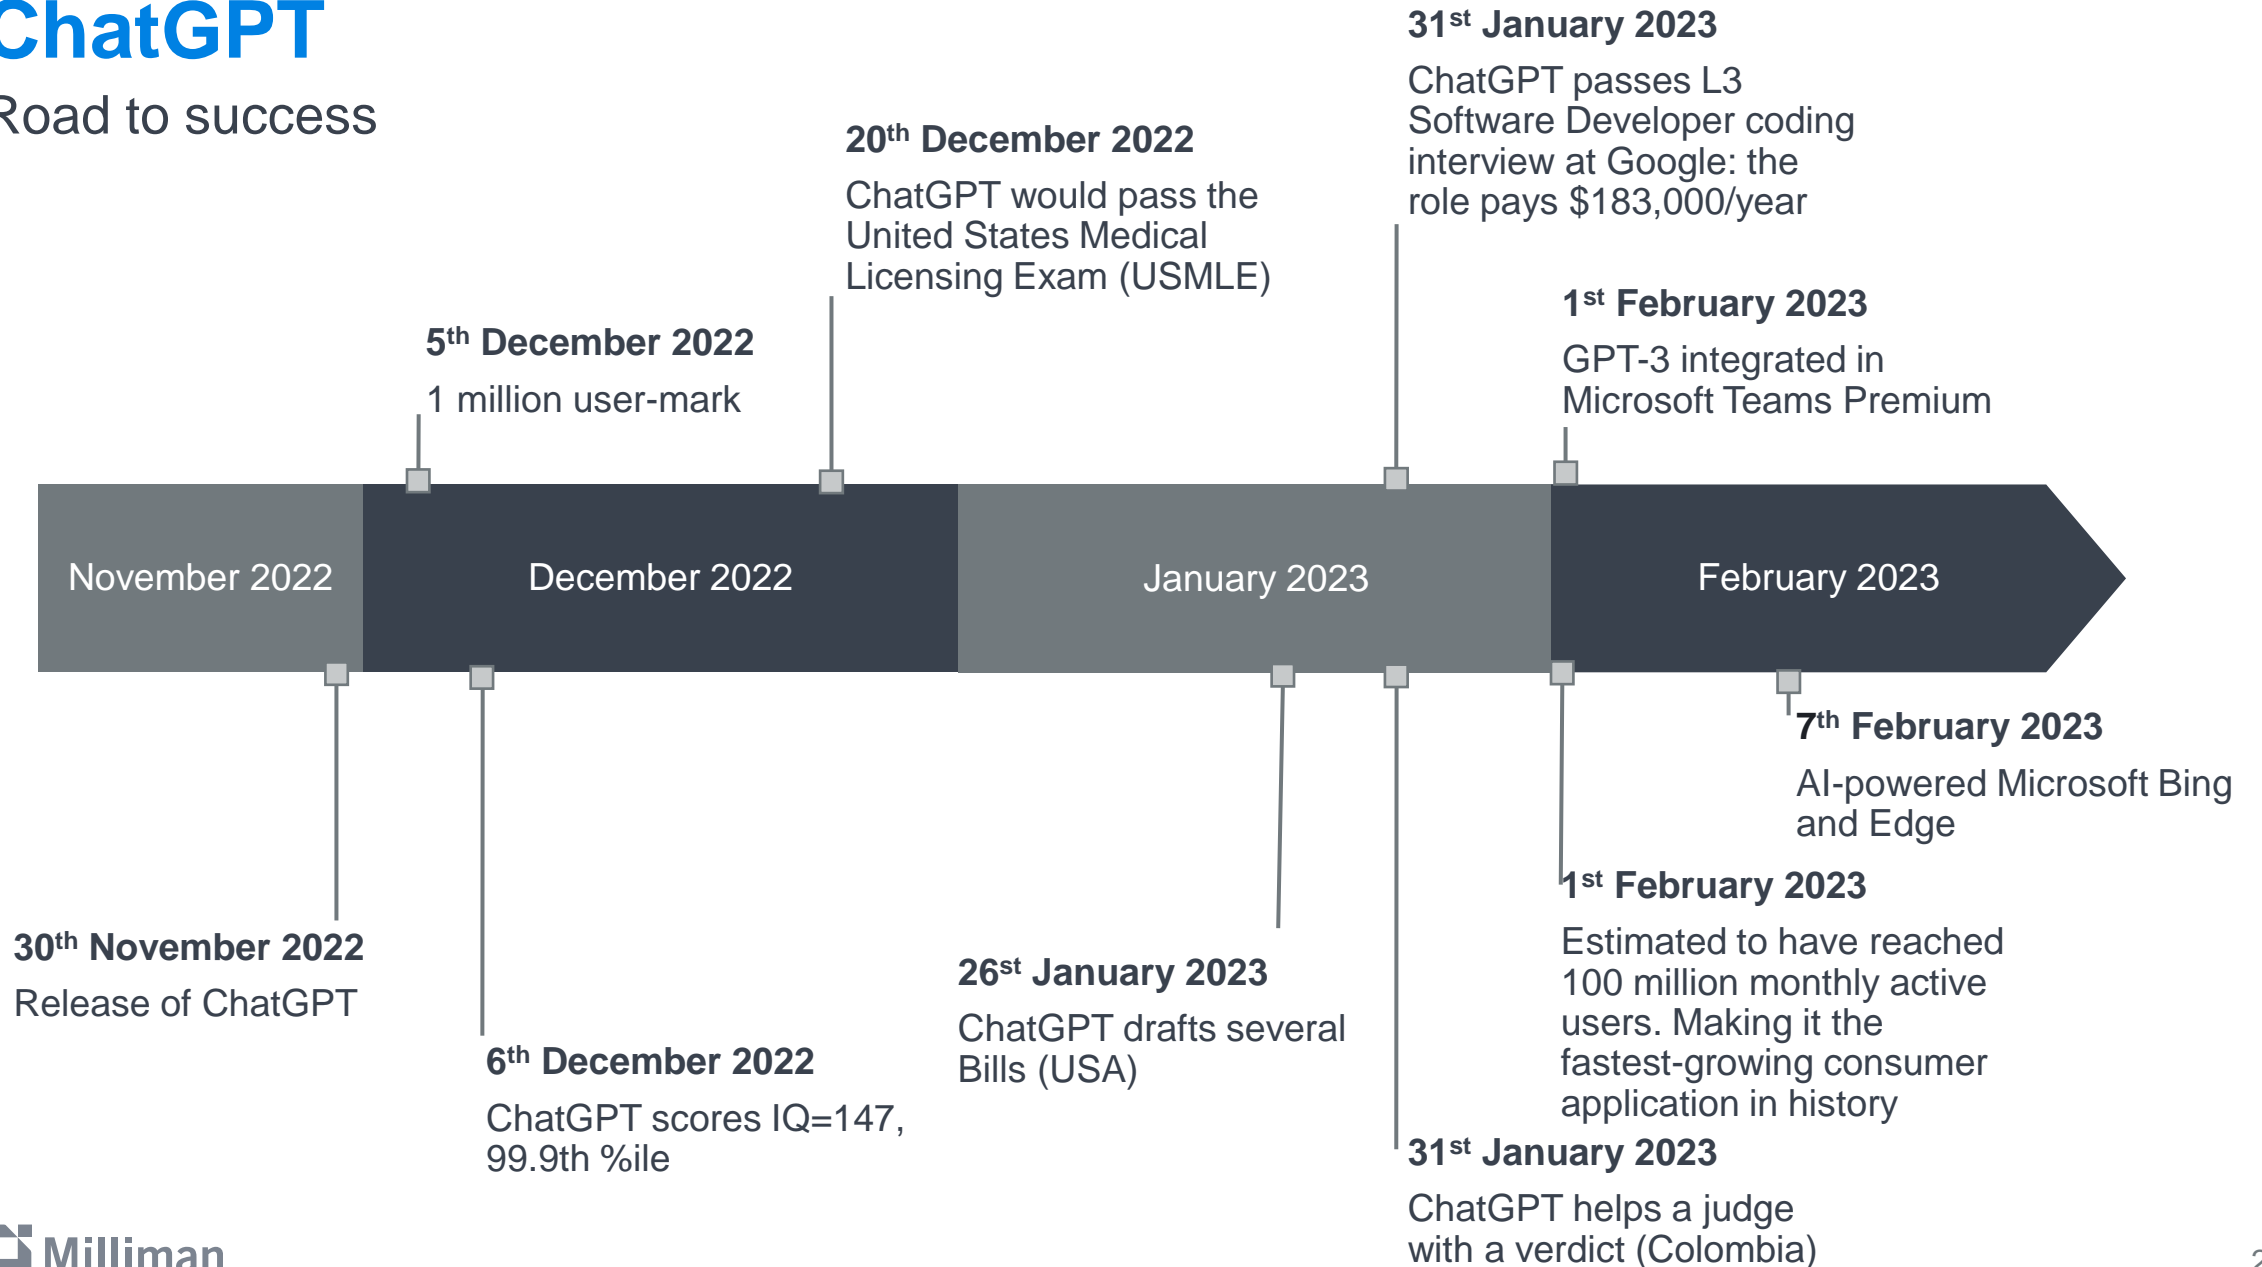 ChatGPT
Road to success
31st January 2023
ChatGPT passes L3
Software Developer coding
interview at Google: the
role pays $183,000/year
20th December 2022
ChatGPT would pass the
United States Medical
Licensing Exam (USMLE)
1st February 2023
GPT-3 integrated in
Microsoft Teams Premium
5th December 2022
1 million user-mark
November 2022
December 2022
January 2023
February 2023
7th February 2023
AI-powered Microsoft Bing
and Edge
1st February 2023
Estimated to have reached
100 million monthly active
users. Making it the
fastest-growing consumer
application in history
30th November 2022
Release of ChatGPT
26st January 2023
ChatGPT drafts several
Bills (USA)
6th December 2022
ChatGPT scores IQ=147,
99.9th %ile
31st January 2023
ChatGPT helps a judge
with a verdict (Colombia)
Milliman